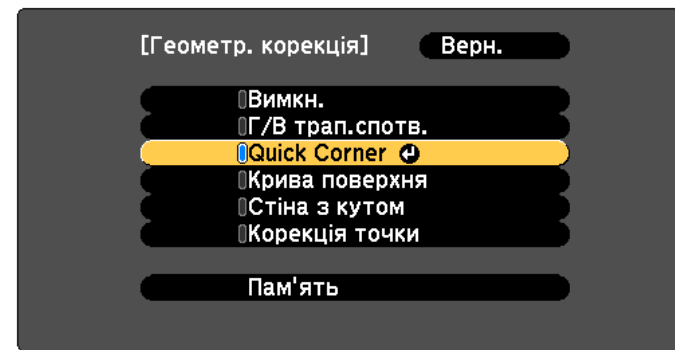 [Геометр. корекція] Верн.
Вимкн.
Г/В трап.спотв.
Quick Corner
Крива поверхня
Стіна з кутом
Корекція точки
Пам'ять